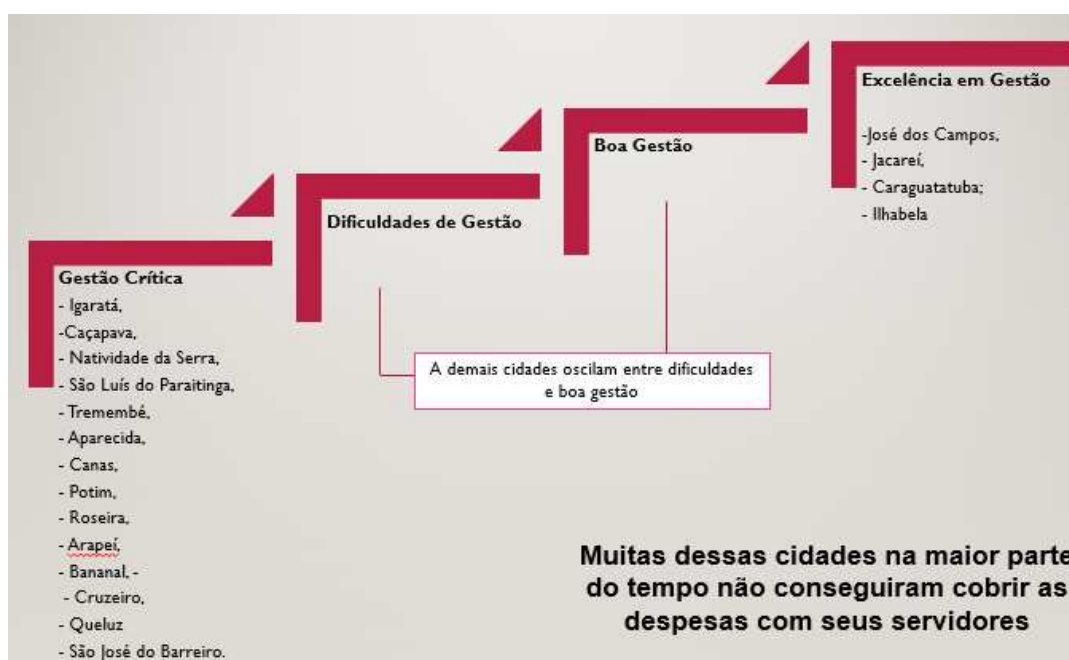 Excelência em Gestão
-José dos Campos,
- Jacareí,
- Caraguatatuba;
- Ilhabela
Boa Gestão
Dificuldades de Gestão
Gestão Crítica
- Igaratá,
-Caçapava,
- Natividade da Serra,
- São Luís do Paraitinga,
- Tremembé,
- Aparecida,
- Canas,
- Potim,
- Roseira,
- Arapeí,
- Bananal, -
- Cruzeiro,
- Queluz
- São José do Barreiro.
A demais cidades oscilam entre dificuldades
e boa gestão
Muitas dessas cidades na maior parte
do tempo não conseguiram cobrir as
despesas com seus servidores